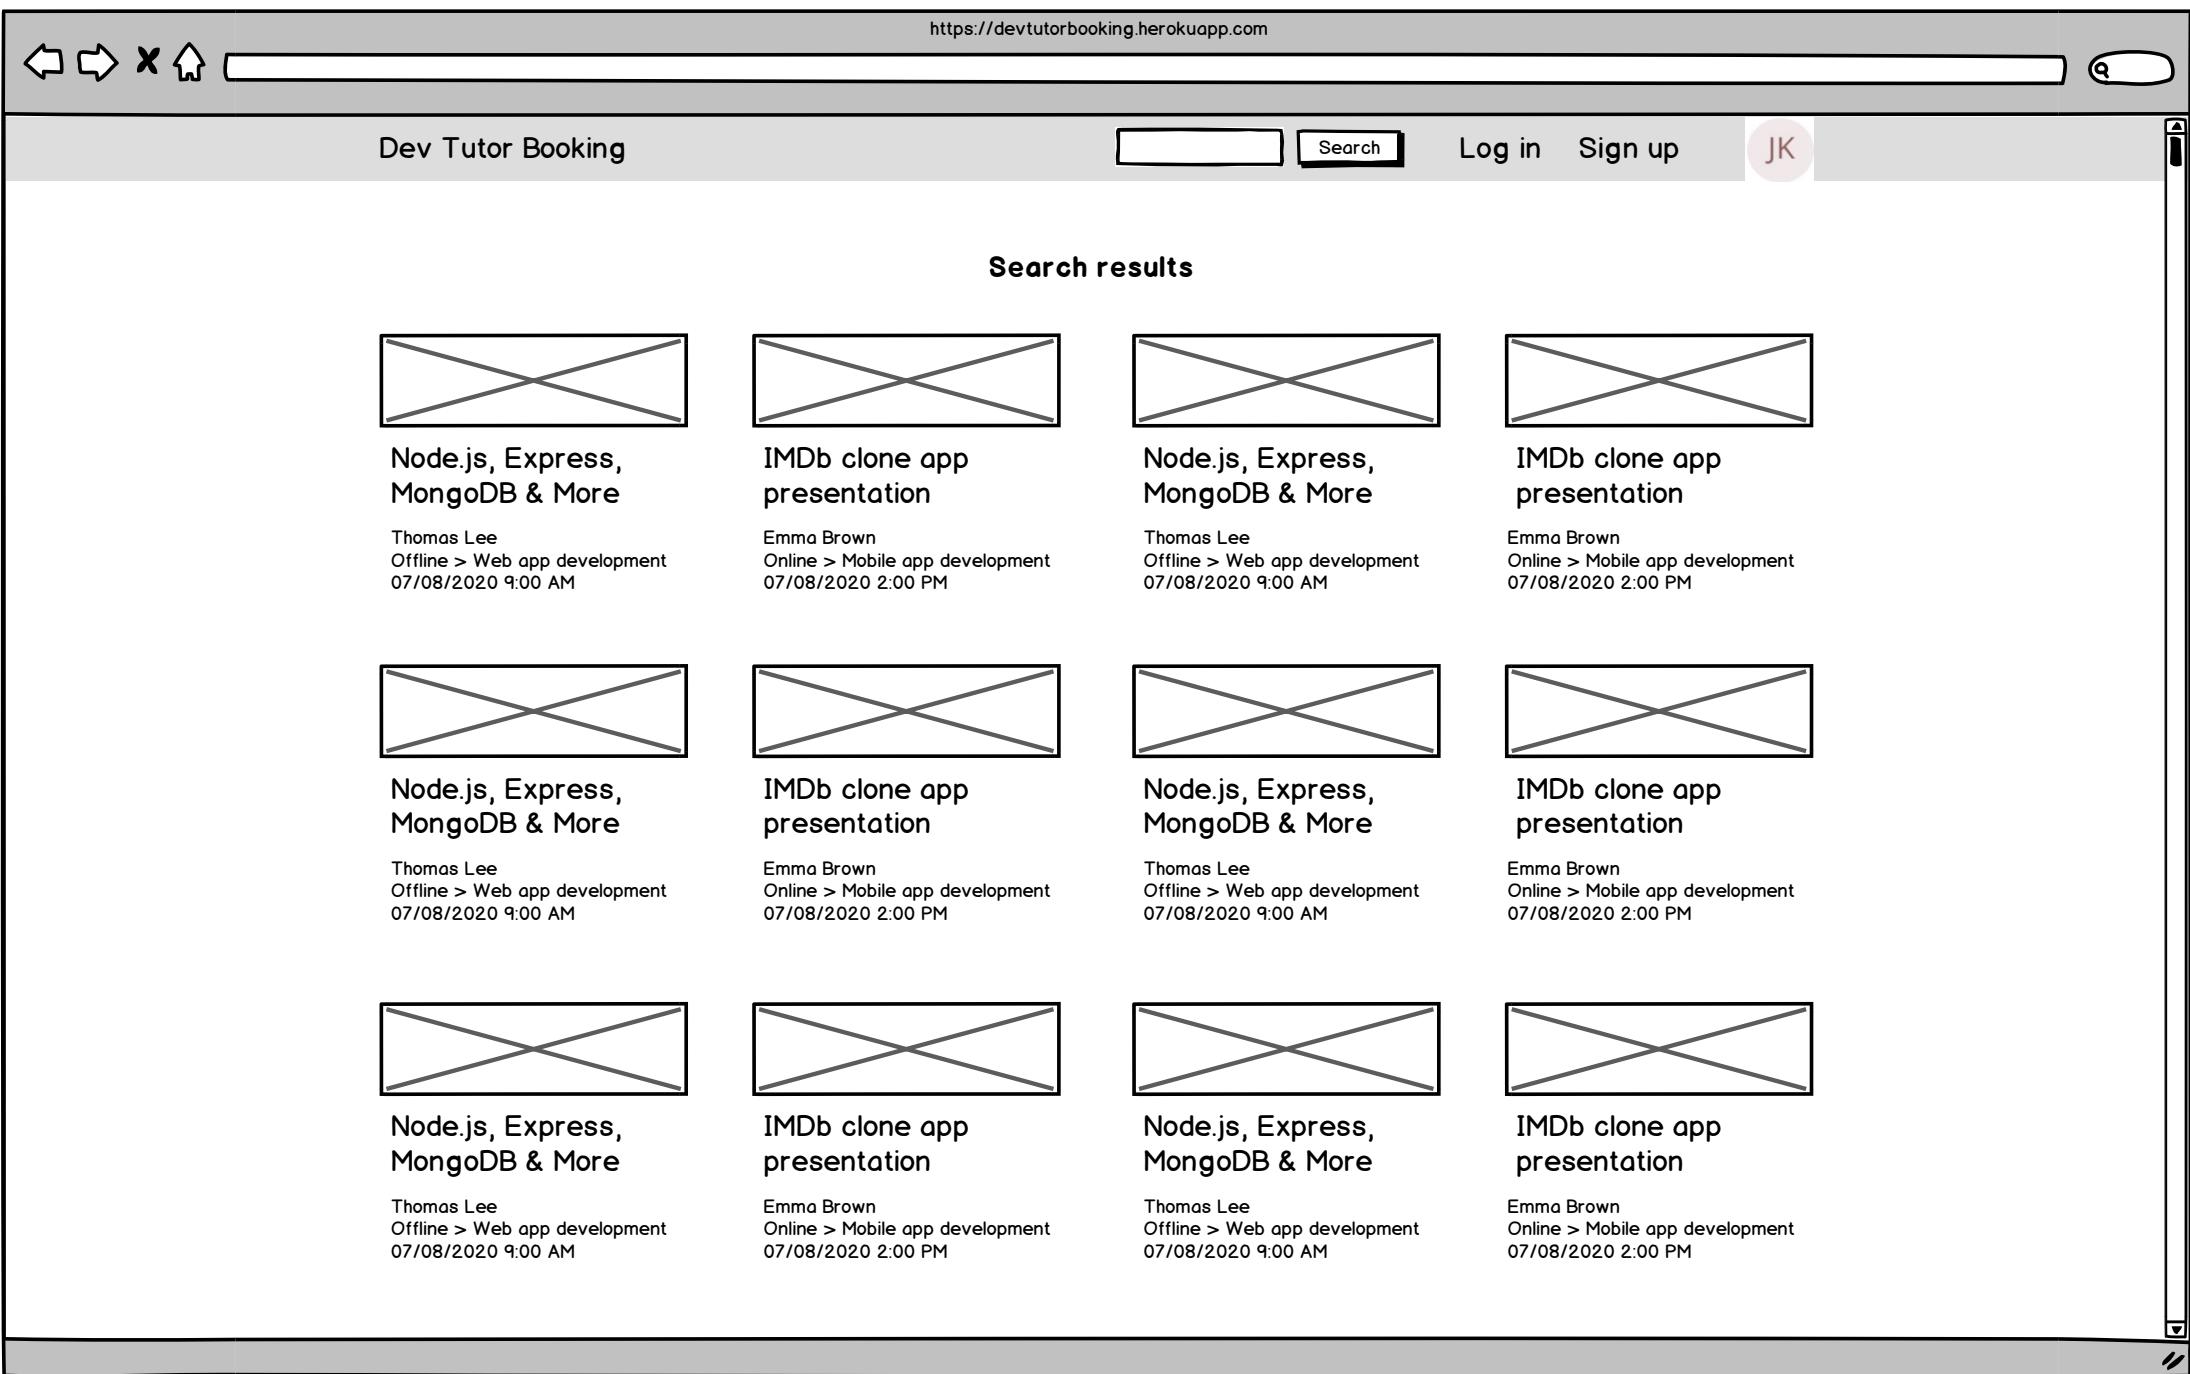 https://devtutorbooking.herokuapp.com
Dev Tutor Booking
Search
Log in
Sign up
JK
Search results
Node.js, Express,
MongoDB & More
Thomas Lee
Offline > Web app development
07/08/2020 9:00 AM
IMDb clone app
presentation
Emma Brown
Online > Mobile app development
07/08/2020 2:00 PM
Node.js, Express,
MongoDB & More
Thomas Lee
Offline > Web app development
07/08/2020 9:00 AM
IMDb clone app
presentation
Emma Brown
Online > Mobile app development
07/08/2020 2:00 PM
Node.js, Express,
MongoDB & More
Thomas Lee
Offline > Web app development
07/08/2020 9:00 AM
IMDb clone app
presentation
Emma Brown
Online > Mobile app development
07/08/2020 2:00 PM
Node.js, Express,
MongoDB & More
Thomas Lee
Offline > Web app development
07/08/2020 9:00 AM
IMDb clone app
presentation
Emma Brown
Online > Mobile app development
07/08/2020 2:00 PM
Node.js, Express,
MongoDB & More
Thomas Lee
Offline > Web app development
07/08/2020 9:00 AM
IMDb clone app
presentation
Emma Brown
Online > Mobile app development
07/08/2020 2:00 PM
Node.js, Express,
MongoDB & More
Thomas Lee
Offline > Web app development
07/08/2020 9:00 AM
IMDb clone app
presentation
Emma Brown
Online > Mobile app development
07/08/2020 2:00 PM